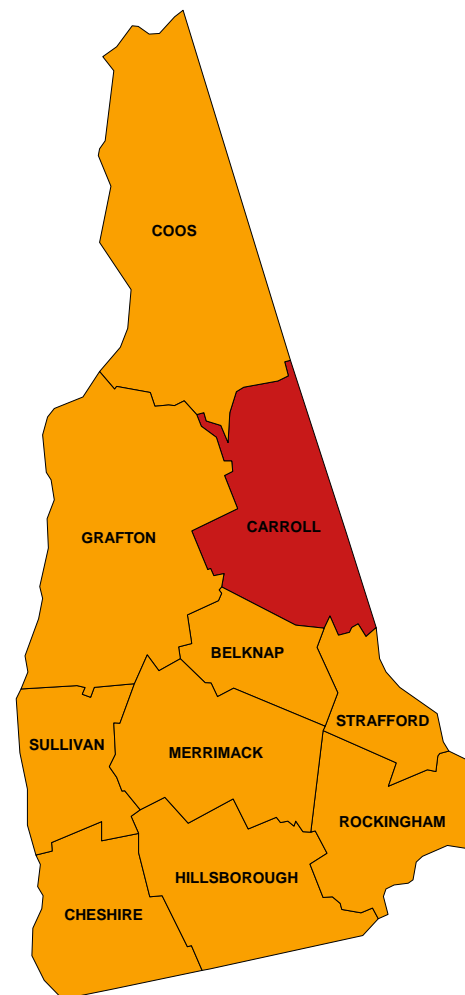 COOS
CARROLL
GRAFTON
BELKNAP
STRAFFORD
SULLIVAN
MERRIMACK
ROCKINGHAM
HILLSBOROUGH
CHESHIRE